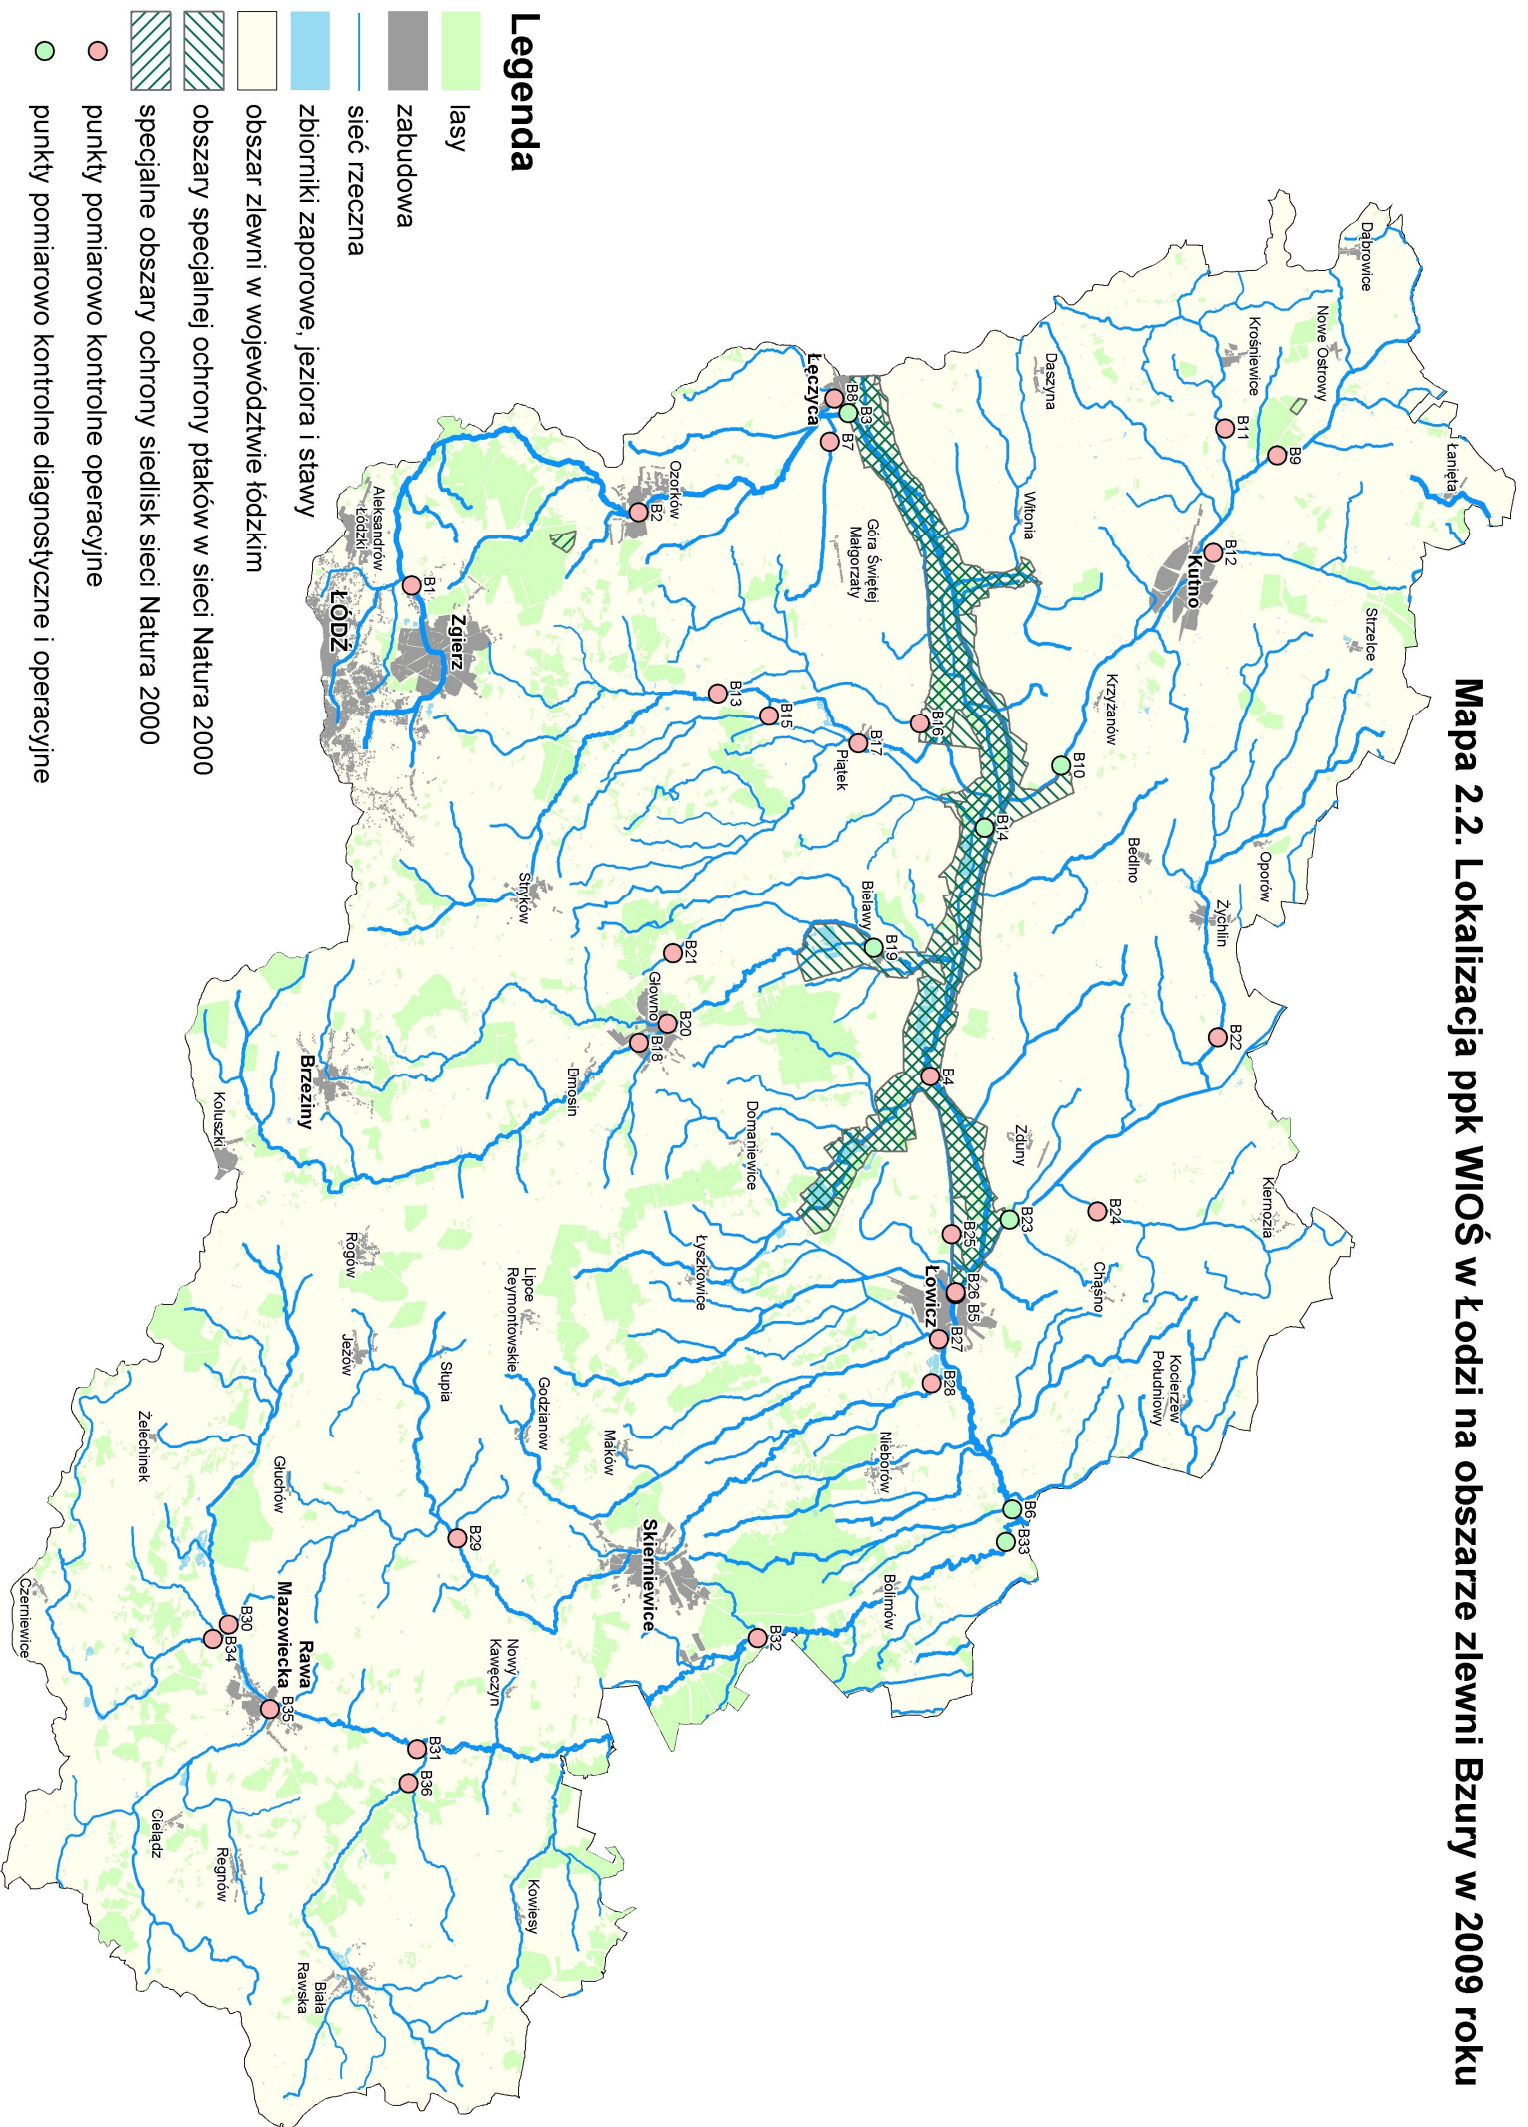 Mapa 2.2. Lokalizacja ppk WIOŚ w Łodzi na obszarze zlewni Bzury w 2009 roku
Dąbrowice
Nowe Ostrowy
Krośniewice
B11
B9
Łanięta
Daszyna
Witonia
B12
Kutno
Strzelce
Krzyżanów
B10
Łęczyca
B8
B3
B7
Góra Świętej
Małgorzaty
Ozorków
B2
Aleksandrów
Łódzki
B1
ŁÓDŹ
Zgierz
B13
B15
B16
B17
Piątek
B14
Bedlno
Oporów
Żychlin
B22
Bielawy
B19
Stryków
B21
Głowno
B20
B18
Dmosin
Brzeziny
Koluszki
B4
Domaniewice
Zduny
B23
B24
Kiernozia
Chąśno
B25
Łowicz
B26
B5
B27
B28
Łyszkowice
Lipce
Reymontowskie
Rogów
Jeżów
Słupia
Godzianów
Maków
Kocierzew
Południowy
Nieborów
B6
B33
Bolimów
Skierniewice
B32
B29
Głuchów
Żelechinek
Czerniewice
B30
B34
Rawa
Mazowiecka
B35
Nowy
Kawęczyn
B31
B36
Cielądz
Regnów
Kowiesy
Biała
Rawska
Legenda
lasy
zabudowa
sieć rzeczna
zbiorniki zaporowe, jeziora i stawy
obszar zlewni w województwie łódzkim
obszary specjalnej ochrony ptaków w sieci Natura 2000
specjalne obszary ochrony siedlisk sieci Natura 2000
punkty pomiarowo kontrolne operacyjne
punkty pomiarowo kontrolne diagnostyczne i operacyjne